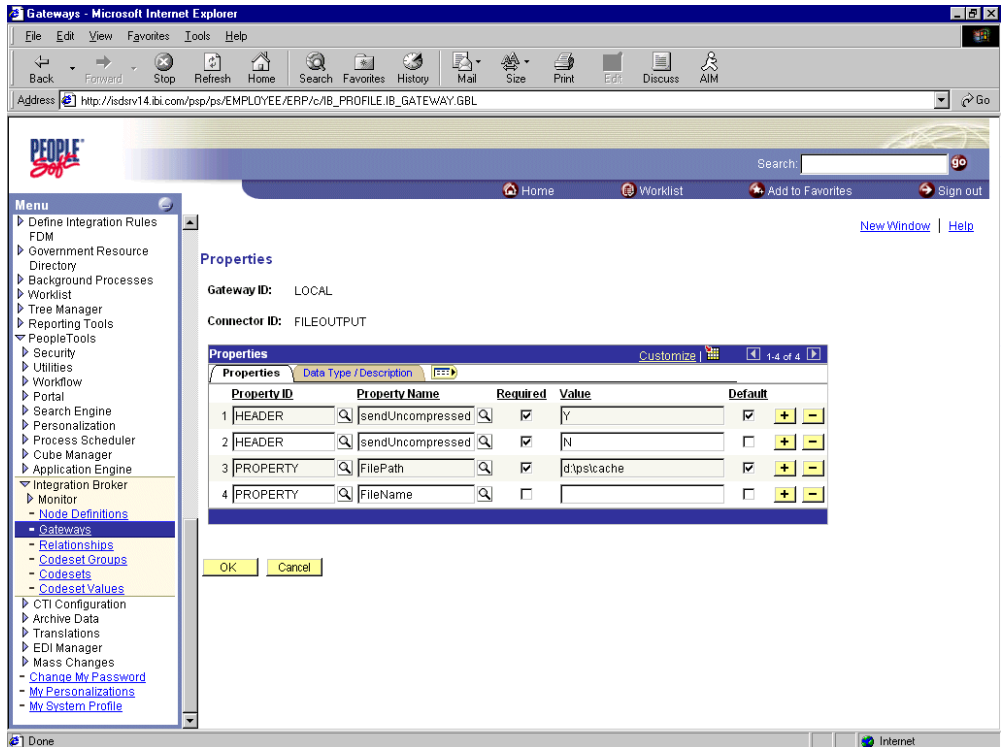 Gateways - Microsoft Internet Explorer
File Edit View Favorites Tools Help
Back Forward Stop Refresh Home Search Favorites History Mail Size Print Edit Discuss AIM
Address http://isdsrv14.ibi.com/psp/ps/EMPLOYEE/ERP/c/IB_PROFILE.IB_GATEWAY.GBL Go
PEOPLE
Soft
Search: go
Home Worklist Add to Favorites Sign out
Menu
Define Integration Rules
FDM
Government Resource
Directory
Background Processes
Worklist
Tree Manager
Reporting Tools
PeopleTools
Security
Utilities
Workflow
Portal
Search Engine
Personalization
Process Scheduler
Cube Manager
Application Engine
Integration Broker
Monitor
Node Definitions
Gateways
Relationships
Codeset Groups
Codesets
Codeset Values
CTI Configuration
Archive Data
Translations
EDI Manager
Mass Changes
Change My Password
My Personalizations
My System Profile
New Window | Help
Properties
Gateway ID: LOCAL
Connector ID: FILEOUTPUT
Properties Customize | 1-4 of 4
Properties Data Type / Description
Property ID Property Name Required Value Default
1 HEADER sendUncompressed Y + -
2 HEADER sendUncompressed N + -
3 PROPERTY FilePath d:\ps\cache + -
4 PROPERTY FileName + -
OK Cancel
Done Internet